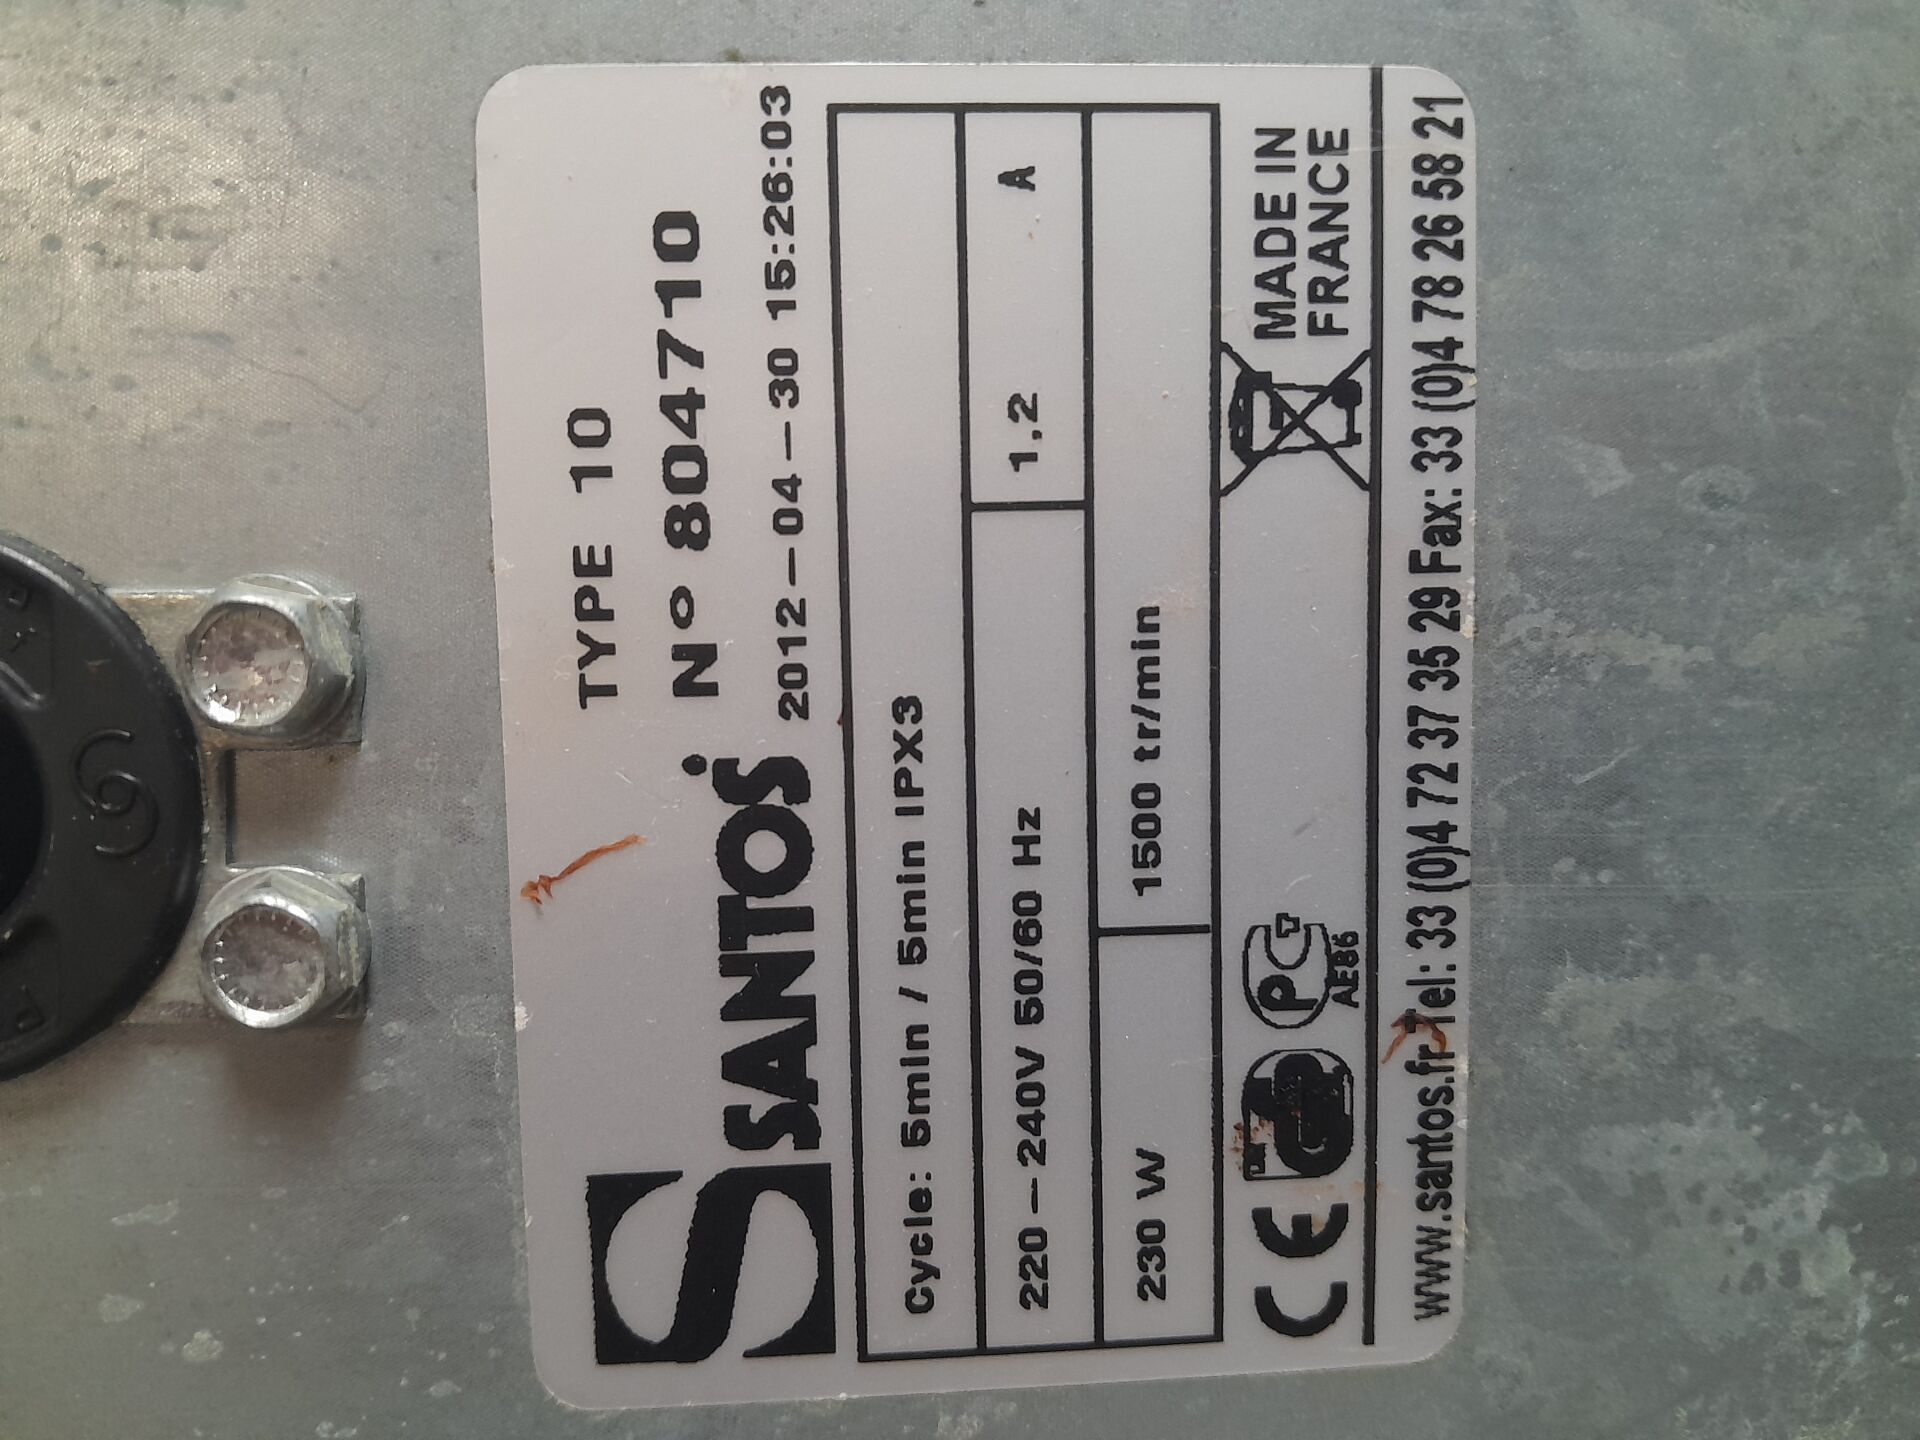 TYPE 10
N° 804710
SANTOS
2012-04-30 15:26:03
Cycle: 5min / 5min IPX3
220-240V 50/60 Hz
1,2 A
230 W
1500 tr/min
CE
PG
AE86
MADE IN
FRANCE
www.santos.fr Tel: 33 (0)4 72 37 35 29 Fax: 33 (0)4 78 26 58 21